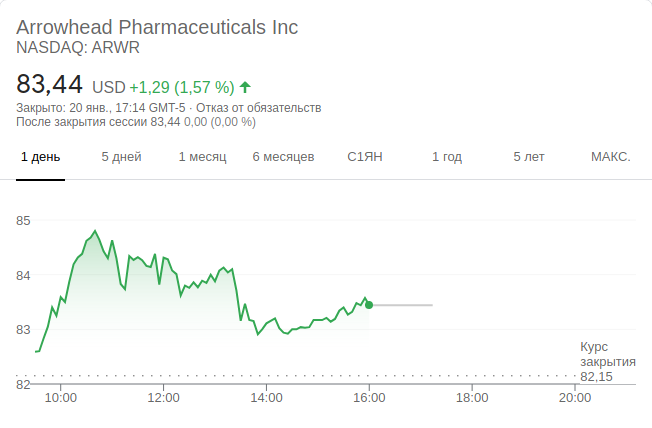 Arrowhead Pharmaceuticals Inc
NASDAQ: ARWR
83,44 USD +1,29 (1,57 %)
Закрыто: 20 янв., 17:14 GMT-5 · Отказ от обязательств
После закрытия сессии 83,44 0,00 (0,00 %)
1 день 5 дней 1 месяц 6 месяцев С1ЯН 1 год 5 лет МАКС.
85
84
83
Курс
закрытия
82,15
82
10:00 12:00 14:00 16:00 18:00 20:00